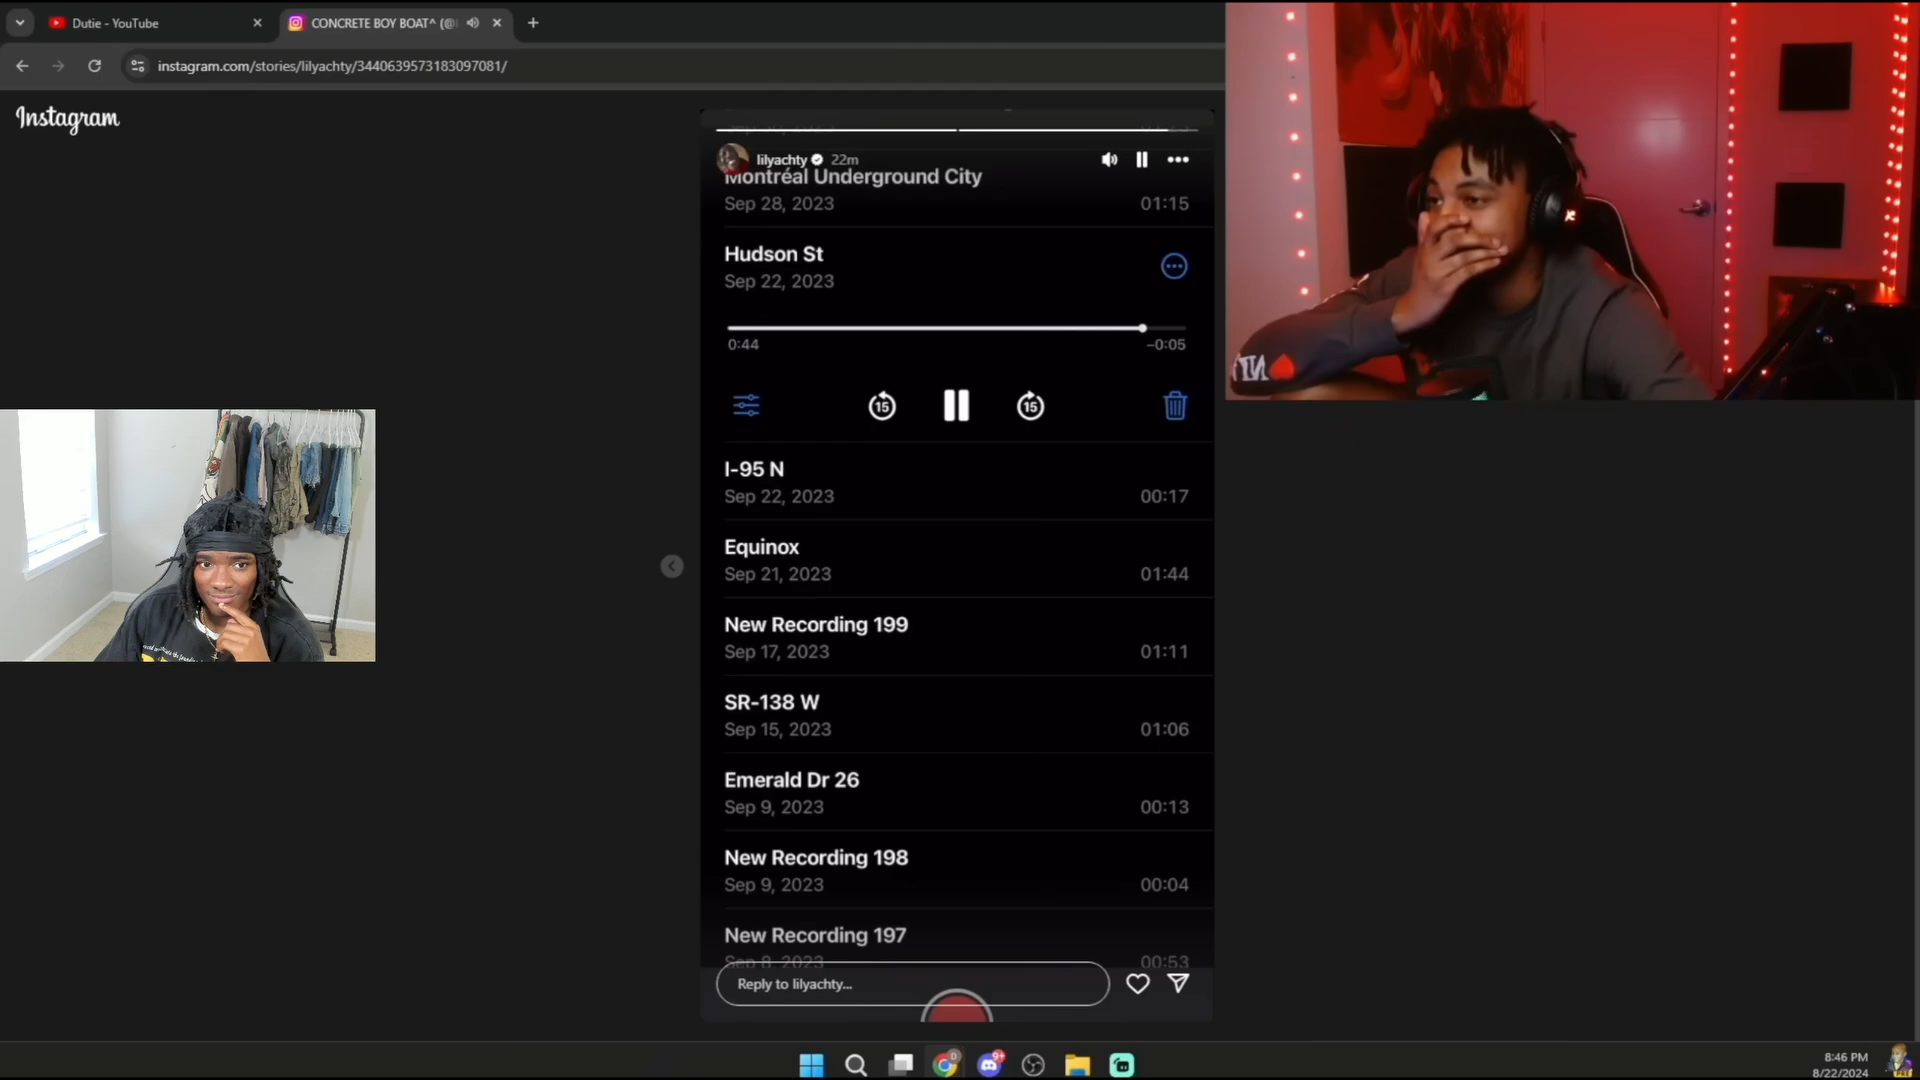 Dutie - YouTube
CONCRETE BOY BOAT^ (@
instagram.com/stories/lilyachty/3440639573183097081/
Instagram
lilyachty 22m
Montréal Underground City
Sep 28, 2023 01:15
Hudson St
Sep 22, 2023
0:44 −0:05
15 15
I-95 N
Sep 22, 2023 00:17
Equinox
Sep 21, 2023 01:44
New Recording 199
Sep 17, 2023 01:11
SR-138 W
Sep 15, 2023 01:06
Emerald Dr 26
Sep 9, 2023 00:13
New Recording 198
Sep 9, 2023 00:04
New Recording 197
Sep 8, 2023 00:53
Reply to lilyachty...
9+
8:46 PM
8/22/2024